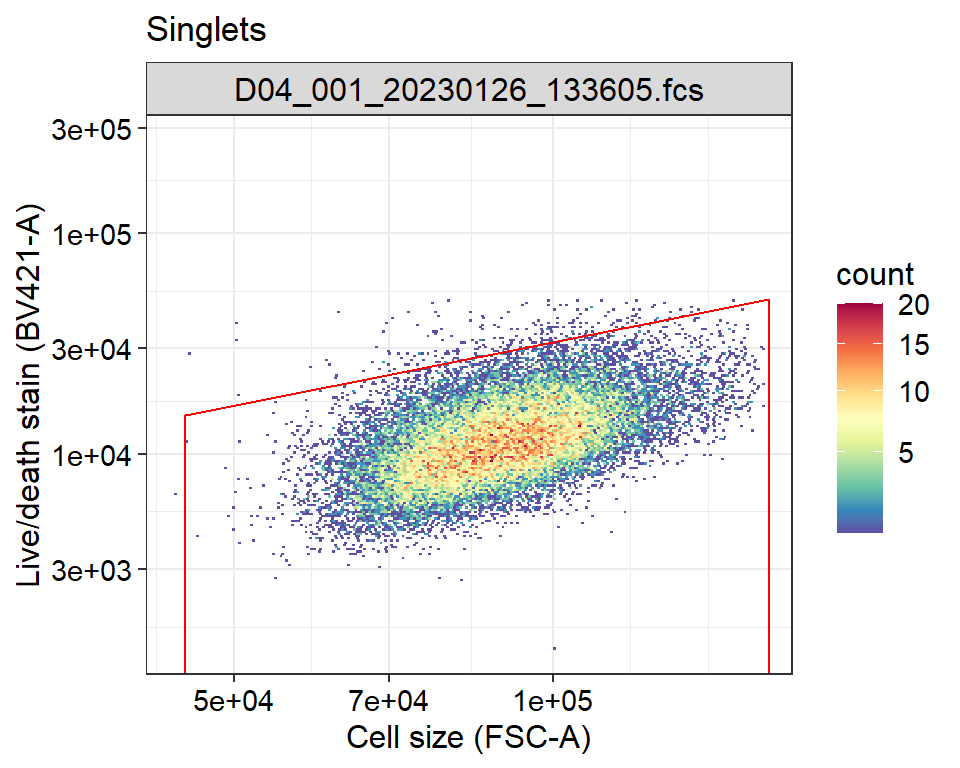 Singlets
D04_001_20230126_133605.fcs
3e+05
1e+05
3e+04
1e+04
3e+03
Live/death stain (BV421-A)
5e+04
7e+04
1e+05
Cell size (FSC-A)
count
20
15
10
5